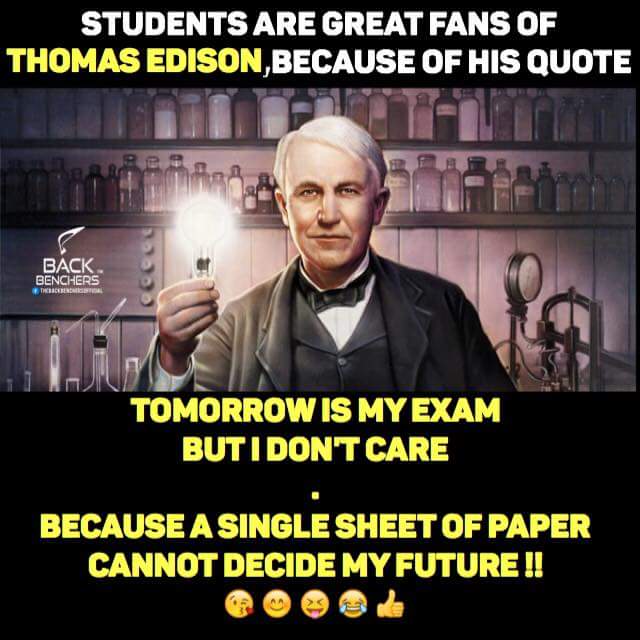 STUDENTS ARE GREAT FANS OF
THOMAS EDISON,BECAUSE OF HIS QUOTE
BACK
BENCHERS
THEBACKBENCHERSOFFICIAL
TOMORROW IS MY EXAM
BUT I DON'T CARE
.
BECAUSE A SINGLE SHEET OF PAPER
CANNOT DECIDE MY FUTURE !!
😘😊😝😂👍